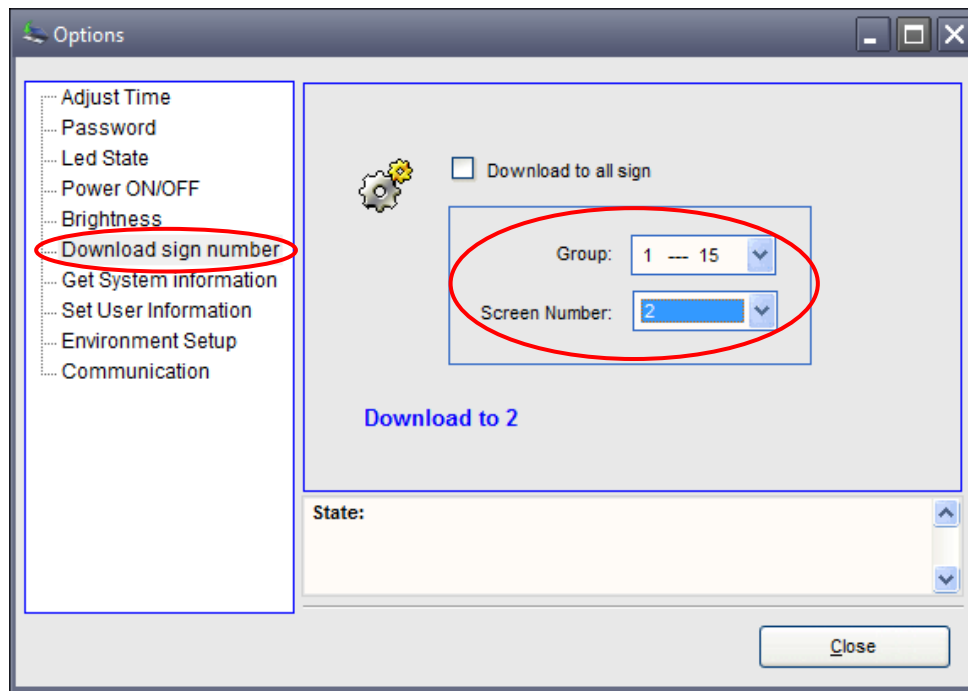 Options
Adjust Time
Password
Led State
Power ON/OFF
Brightness
Download sign number
Get System information
Set User Information
Environment Setup
Communication
Download to all sign
Group: 1 --- 15
Screen Number: 2
Download to 2
State:
Close